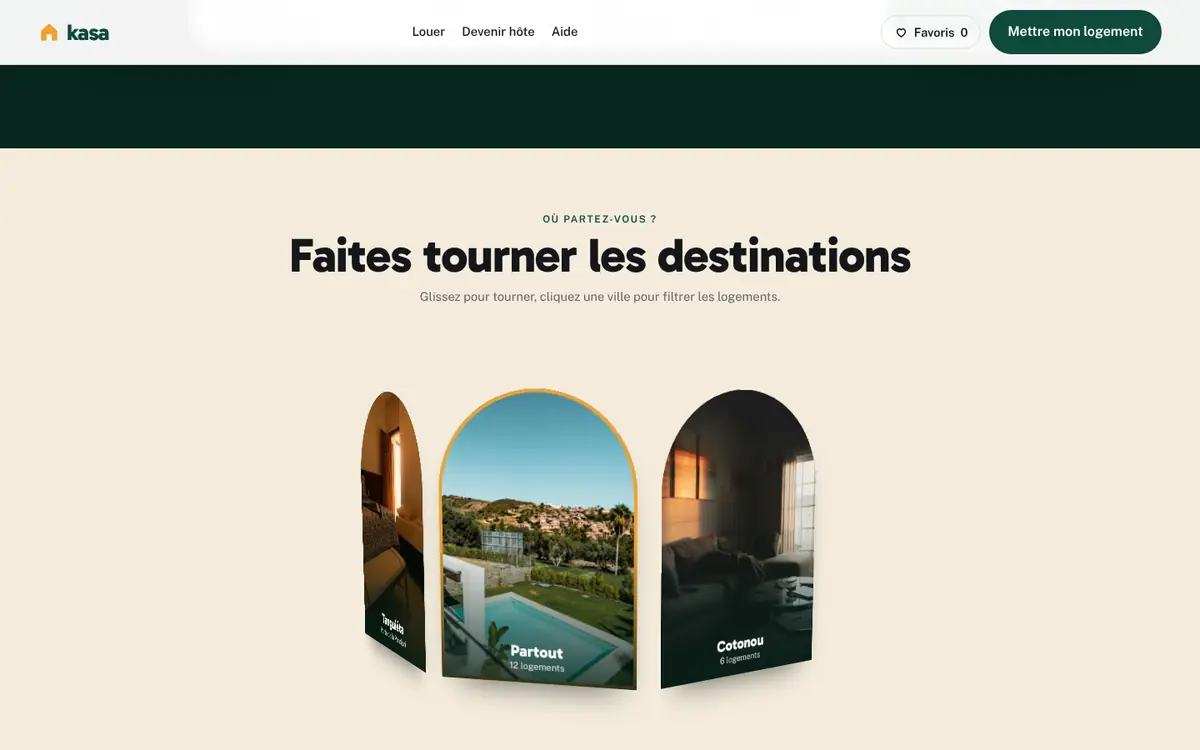 kasa
Louer
Devenir hôte
Aide
Favoris 0
Mettre mon logement
OÙ PARTEZ-VOUS ?
Faites tourner les destinations
Glissez pour tourner, cliquez une ville pour filtrer les logements.
Partout
12 logements
Cotonou
6 logements